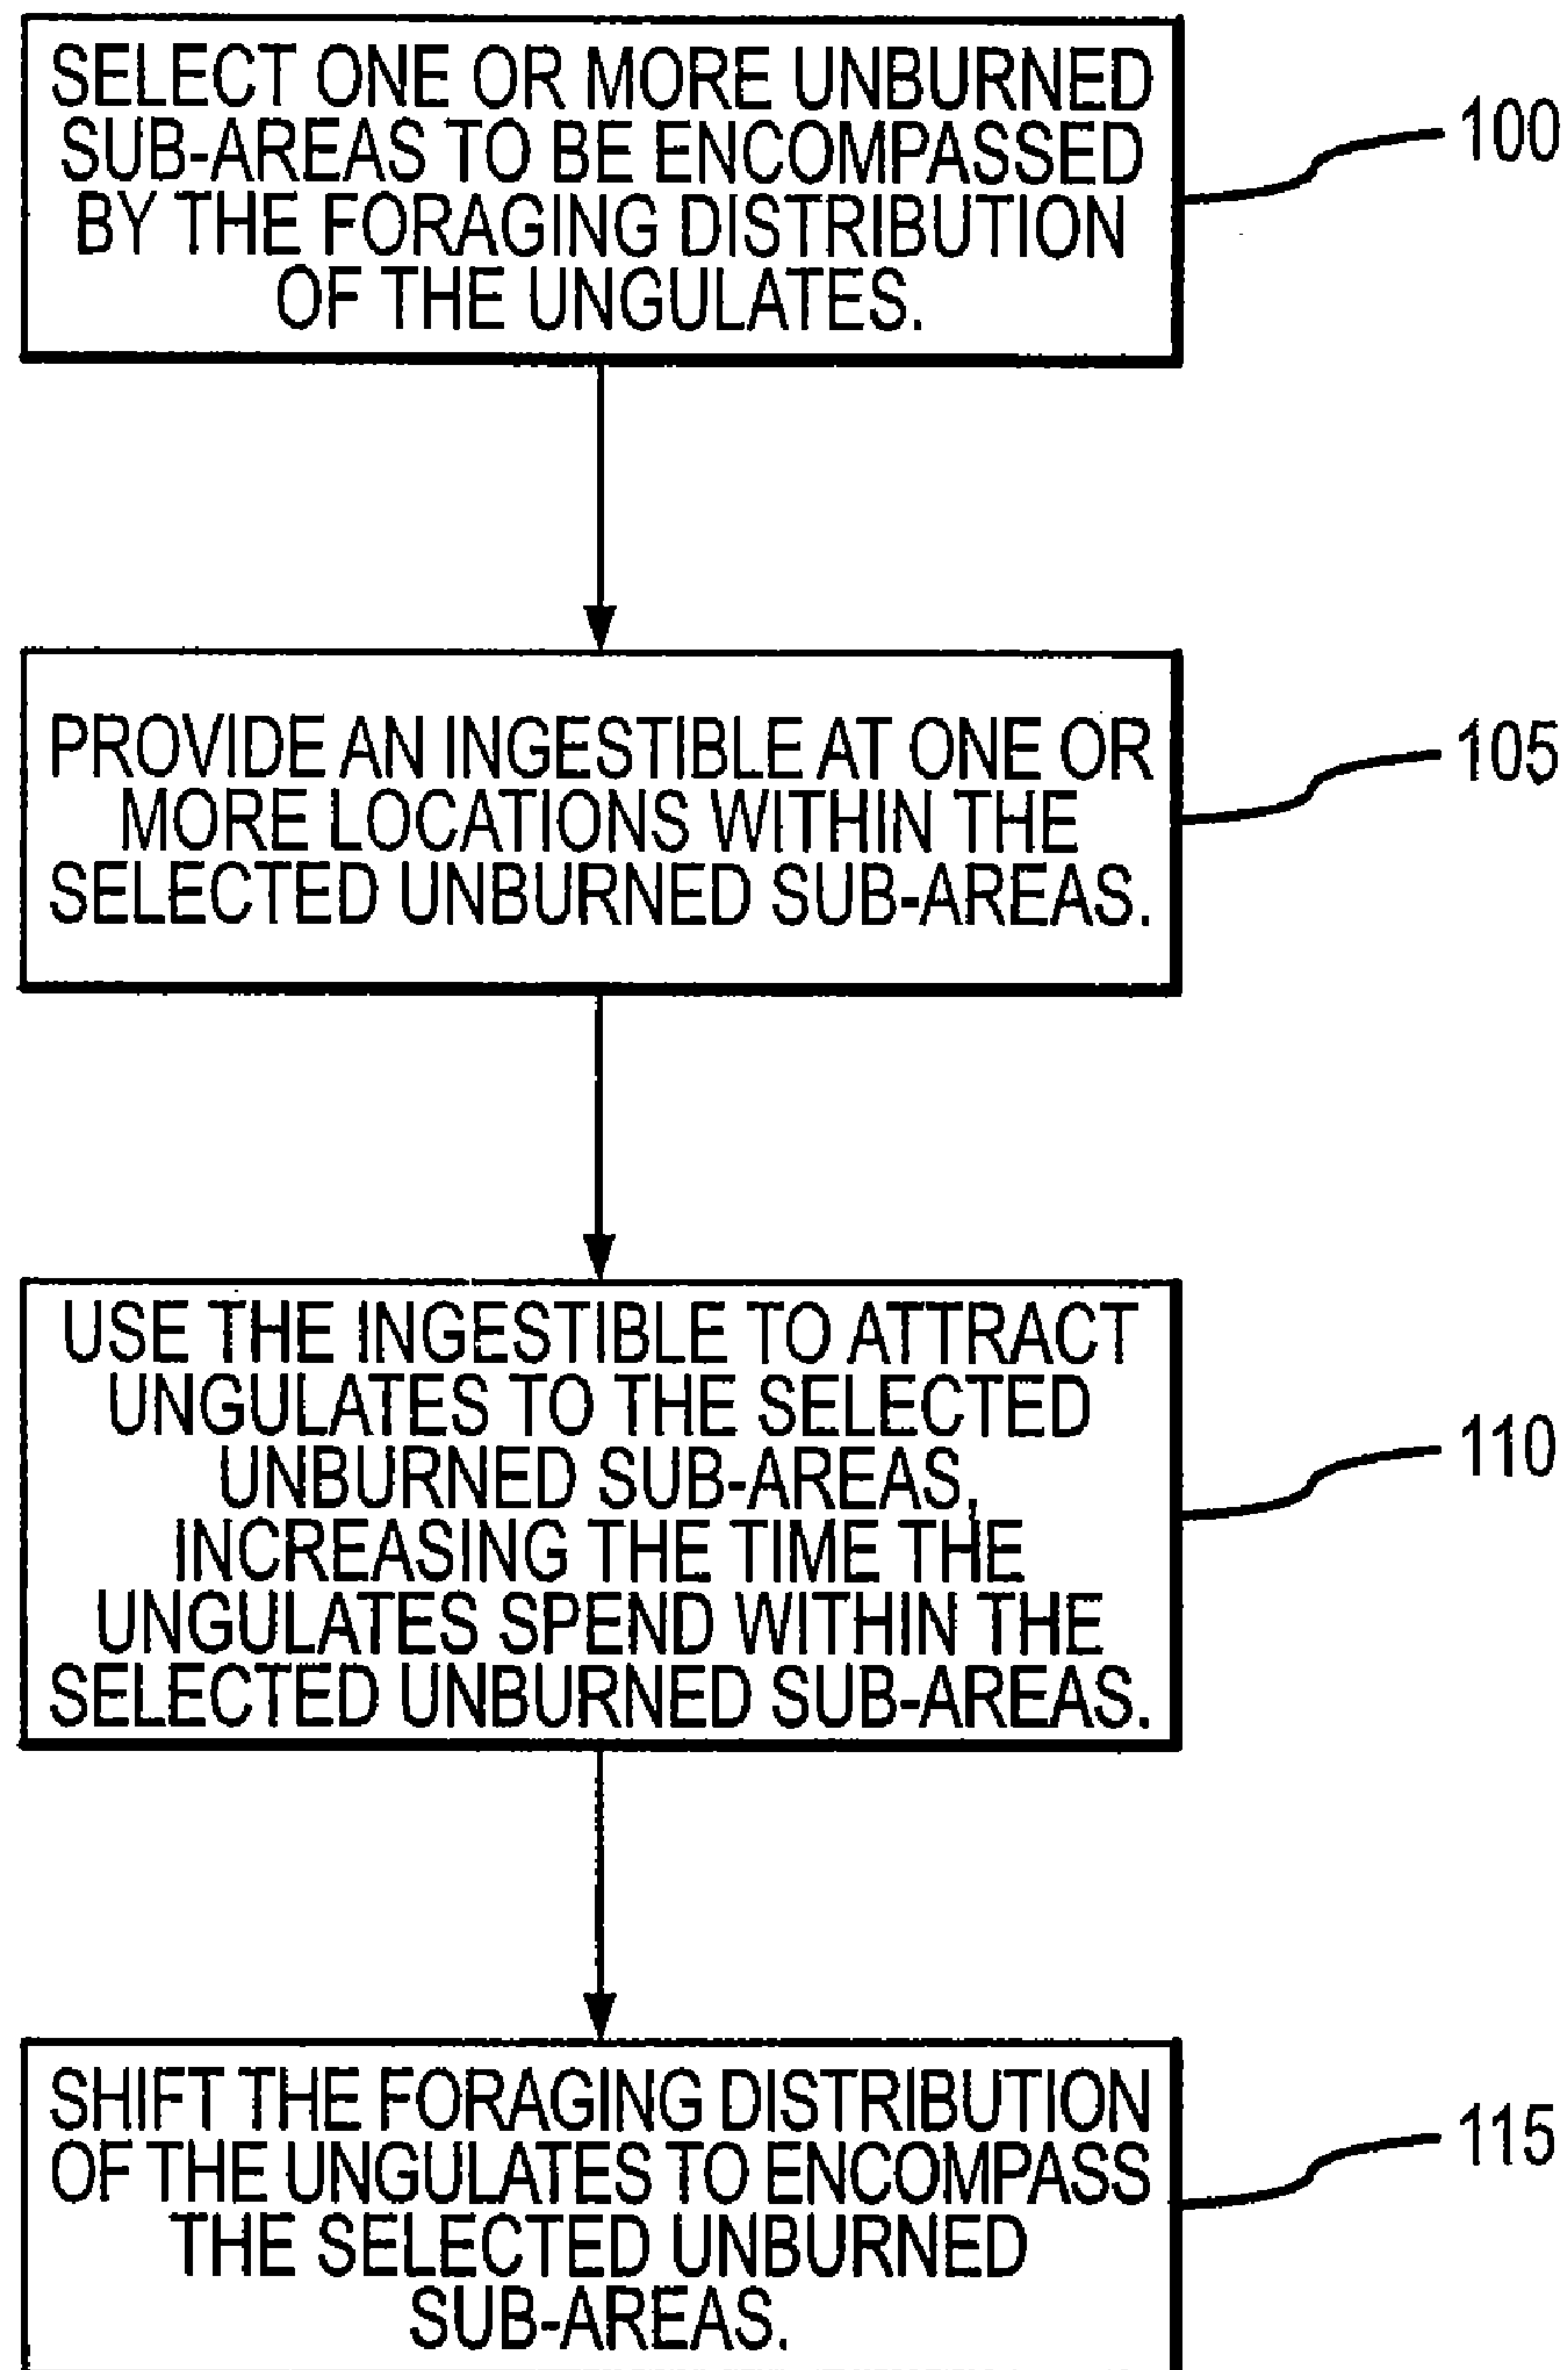 SELECT ONE OR MORE UNBURNED
SUB-AREAS TO BE ENCOMPASSED
BY THE FORAGING DISTRIBUTION
OF THE UNGULATES.
100
PROVIDE AN INGESTIBLE AT ONE OR
MORE LOCATIONS WITHIN THE
SELECTED UNBURNED SUB-AREAS.
105
USE THE INGESTIBLE TO ATTRACT
UNGULATES TO THE SELECTED
UNBURNED SUB-AREAS,
INCREASING THE TIME THE
UNGULATES SPEND WITHIN THE
SELECTED UNBURNED SUB-AREAS.
110
SHIFT THE FORAGING DISTRIBUTION
OF THE UNGULATES TO ENCOMPASS
THE SELECTED UNBURNED
SUB-AREAS.
115